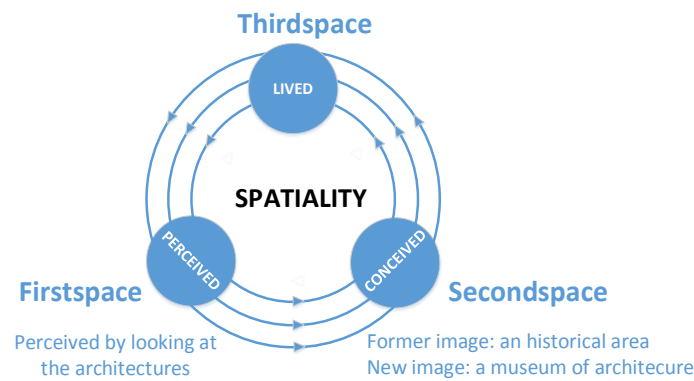 Thirdspace
LIVED
SPATIALITY
PERCEIVED
CONCEIVED
Firstspace
Secondspace
Perceived by looking at
the architectures
Former image: an historical area
New image: a museum of architecure